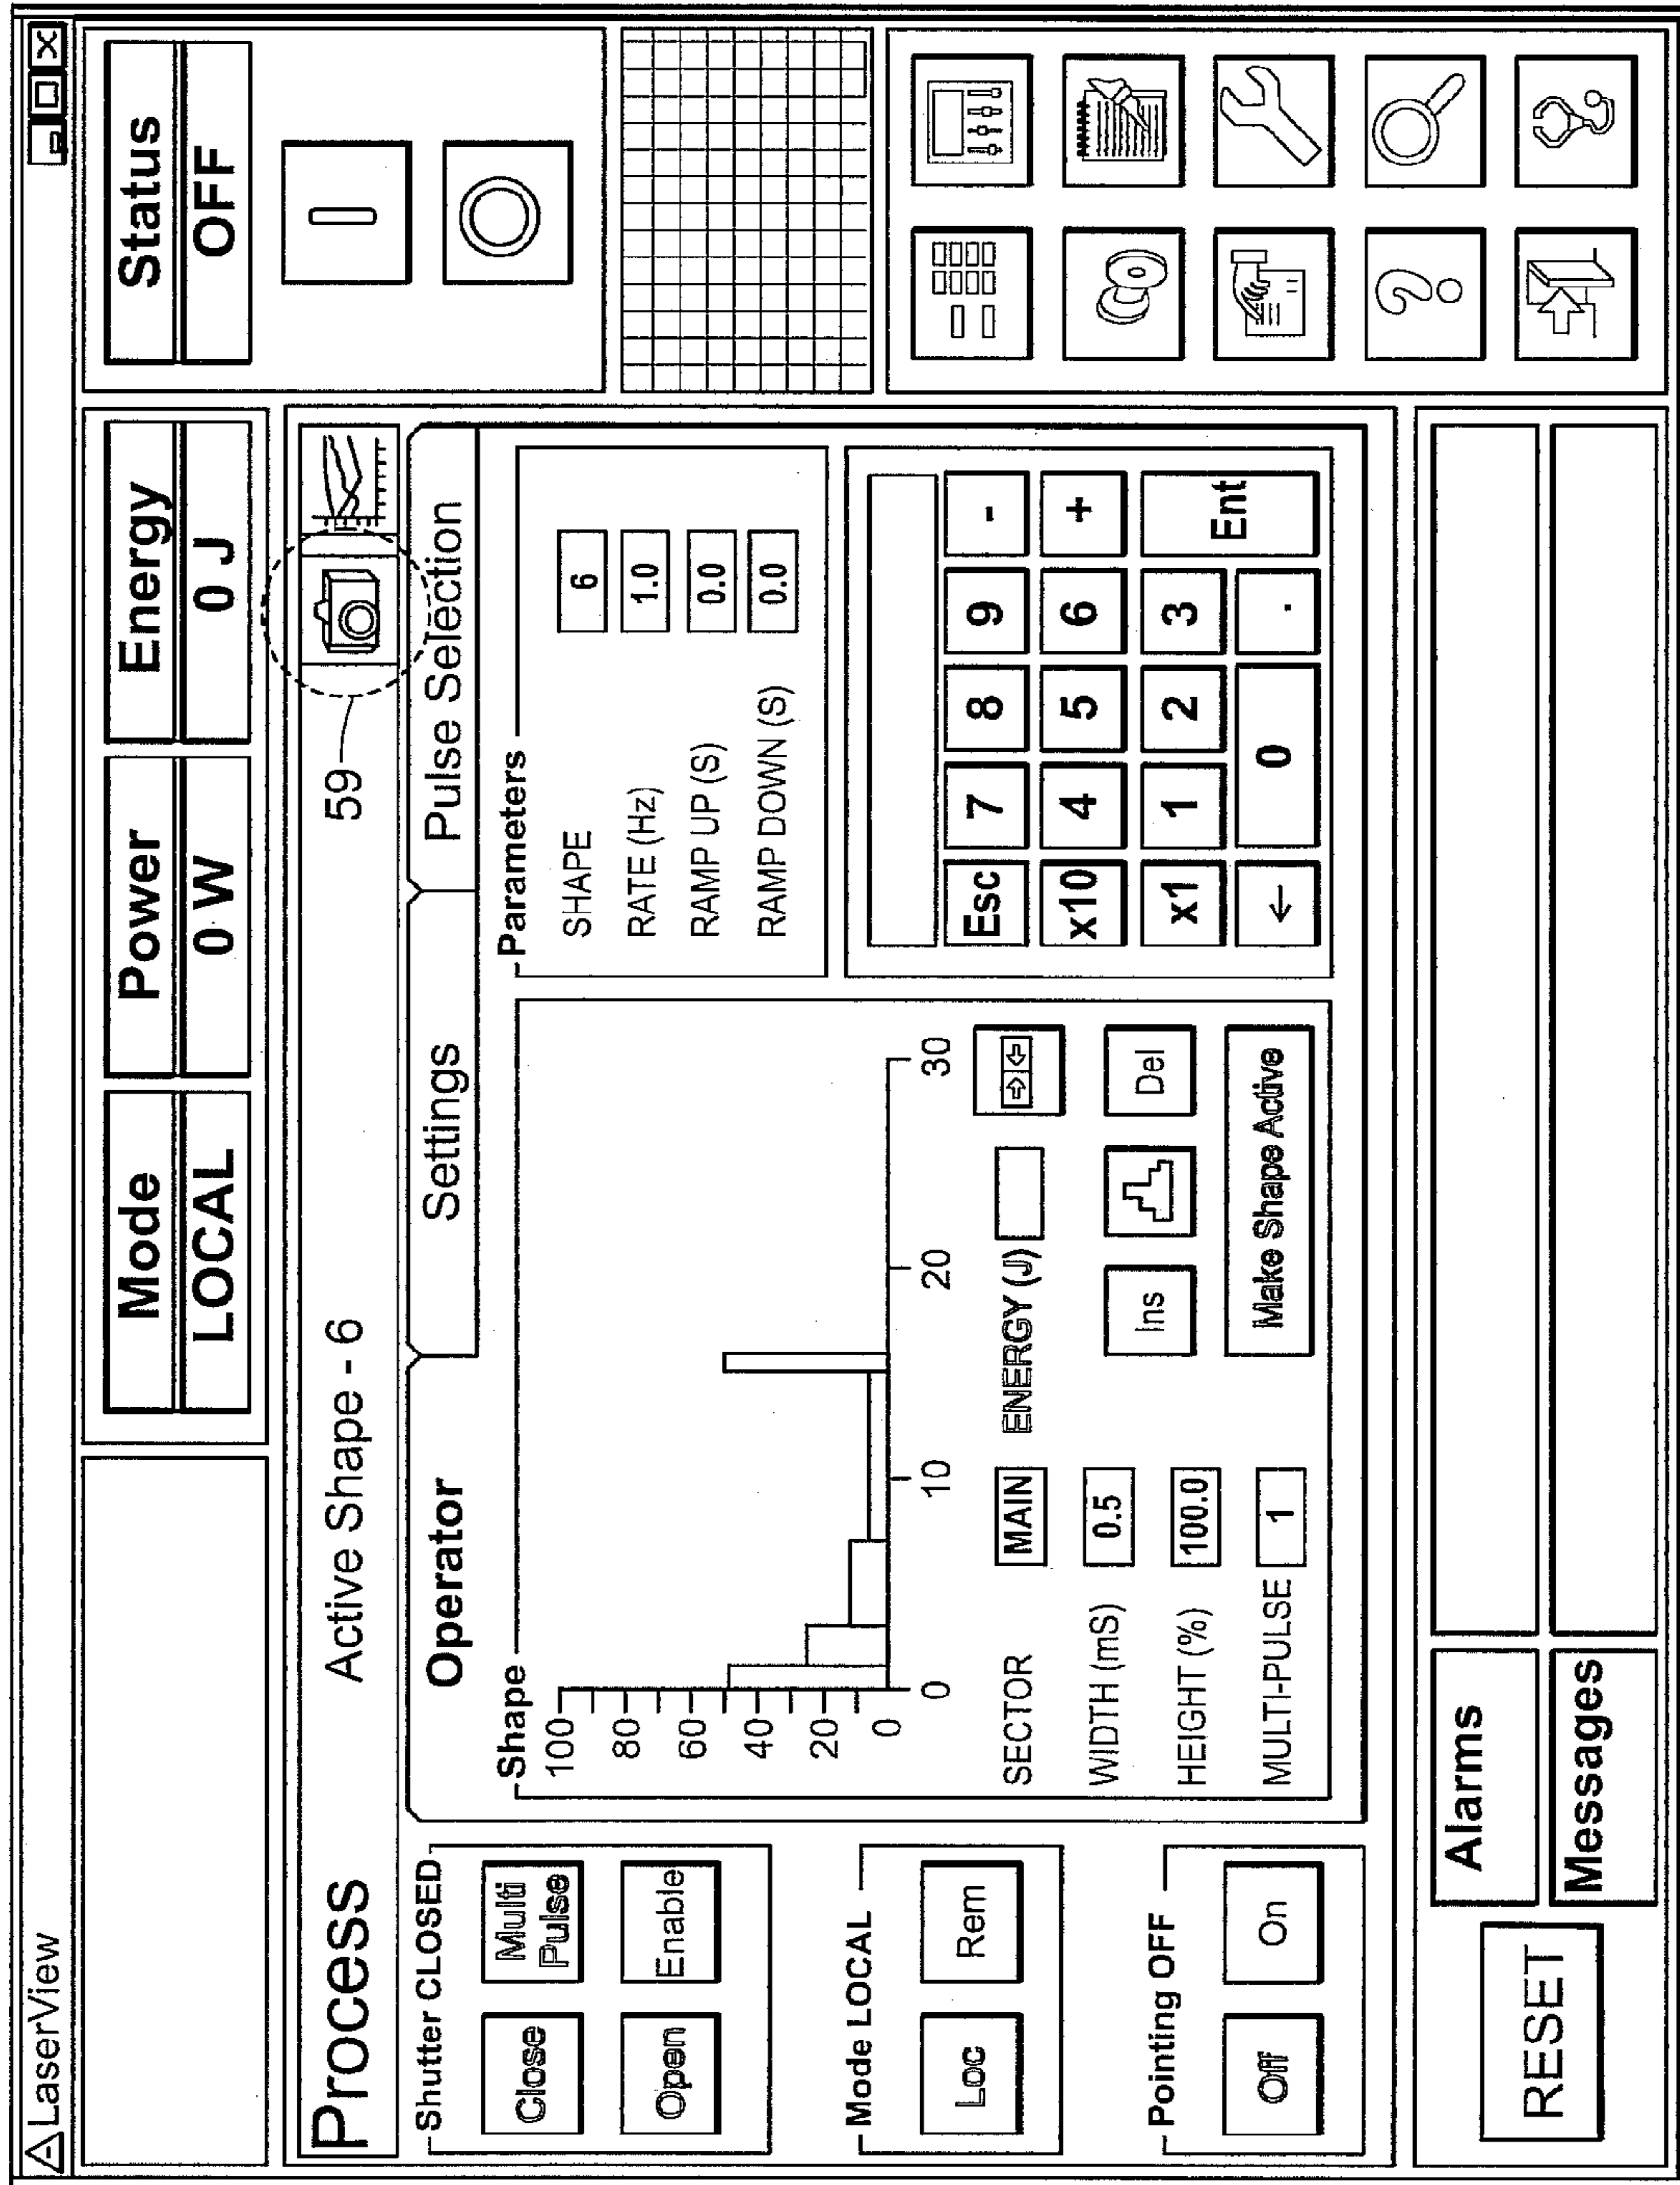 LaserView
Mode
LOCAL
Power
0 W
Energy
0 J
Status
OFF
Process
Active Shape - 6
59
Shutter CLOSED
Close
Multi
Pulse
Open
Enable
Mode LOCAL
Loc
Rem
Pointing OFF
Off
On
Operator
Settings
Pulse Selection
Shape
100
80
60
40
20
0
0
10
20
30
SECTOR
MAIN
ENERGY (J)
WIDTH (mS)
0.5
Ins
Del
HEIGHT (%)
100.0
MULTI-PULSE
1
Make Shape Active
Parameters
SHAPE
6
RATE (Hz)
1.0
RAMP UP (S)
0.0
RAMP DOWN (S)
0.0
Esc
7
8
9
-
x10
4
5
6
+
x1
1
2
3
Ent
←
0
.
RESET
Alarms
Messages